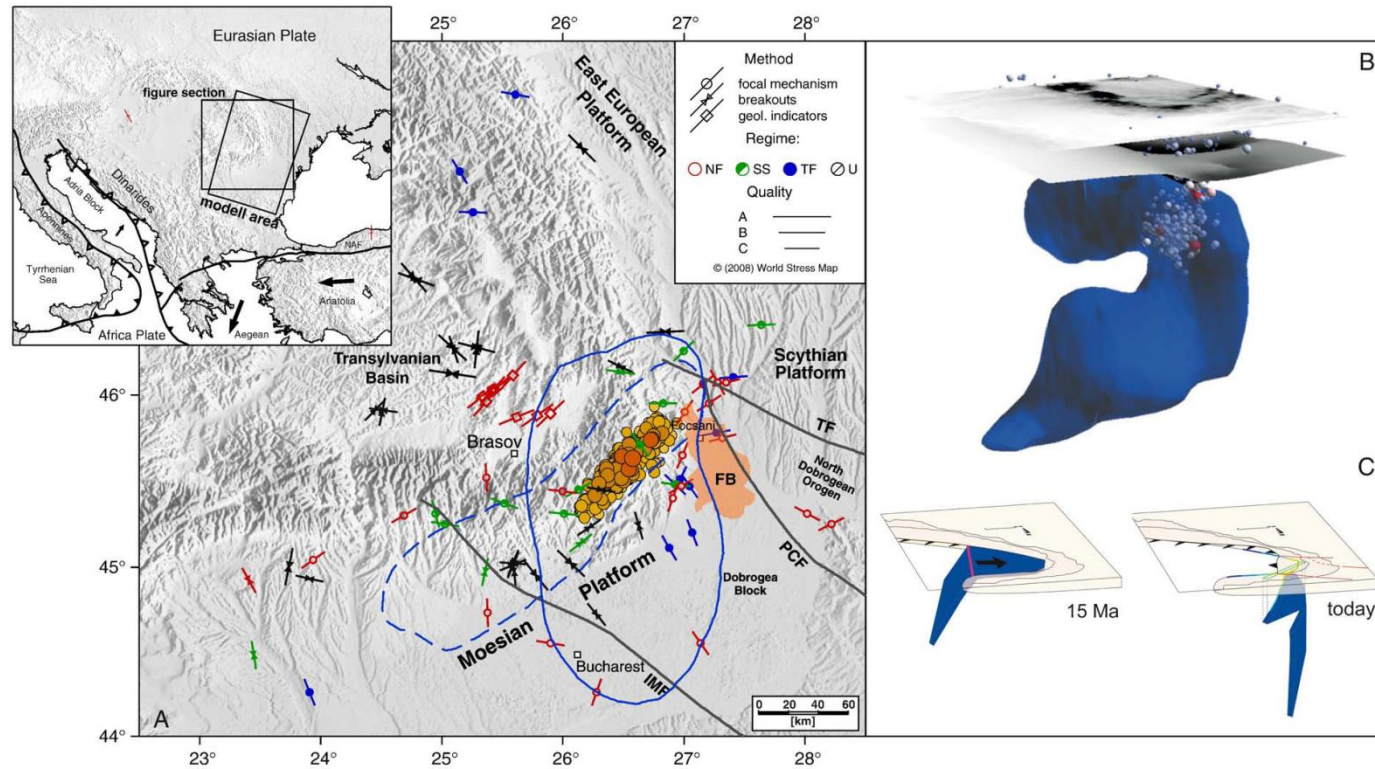 25°
26°
27°
28°
Eurasian Plate
figure section
Adria Block
Dinarides
Apennines
modell area
NAF
Tyrrhenian
Sea
Anatolia
Africa Plate
Aegean
East European
Platform
Method
focal mechanism
breakouts
geol. indicators
Regime:
NF
SS
TF
U
Quality
A
B
C
© (2008) World Stress Map
Transylvanian
Basin
Scythian
Platform
46°
TF
Brasov
Focsani
North
Dobrogean
Orogen
FB
PCF
45°
Platform
Dobrogea
Block
Moesian
Bucharest
IMF
A
0 20 40 60
[km]
44°
23°
24°
25°
26°
27°
28°
B
C
15 Ma
today